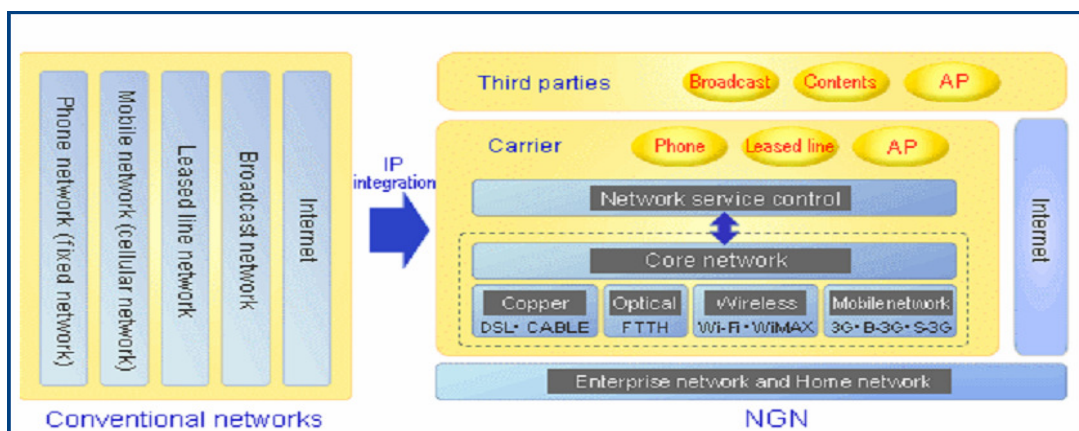 Phone network (fixed network)
Mobile network (cellular network)
Leased line network
Broadcast network
Internet
Conventional networks
IP
integration
Third parties
Broadcast
Contents
AP
Carrier
Phone
Leased line
AP
Network service control
Core network
Copper
DSL・CABLE
Optical
FTTH
Wireless
Wi-Fi・WiMAX
Mobile network
3G・B-3G・S-3G
Internet
Enterprise network and Home network
NGN